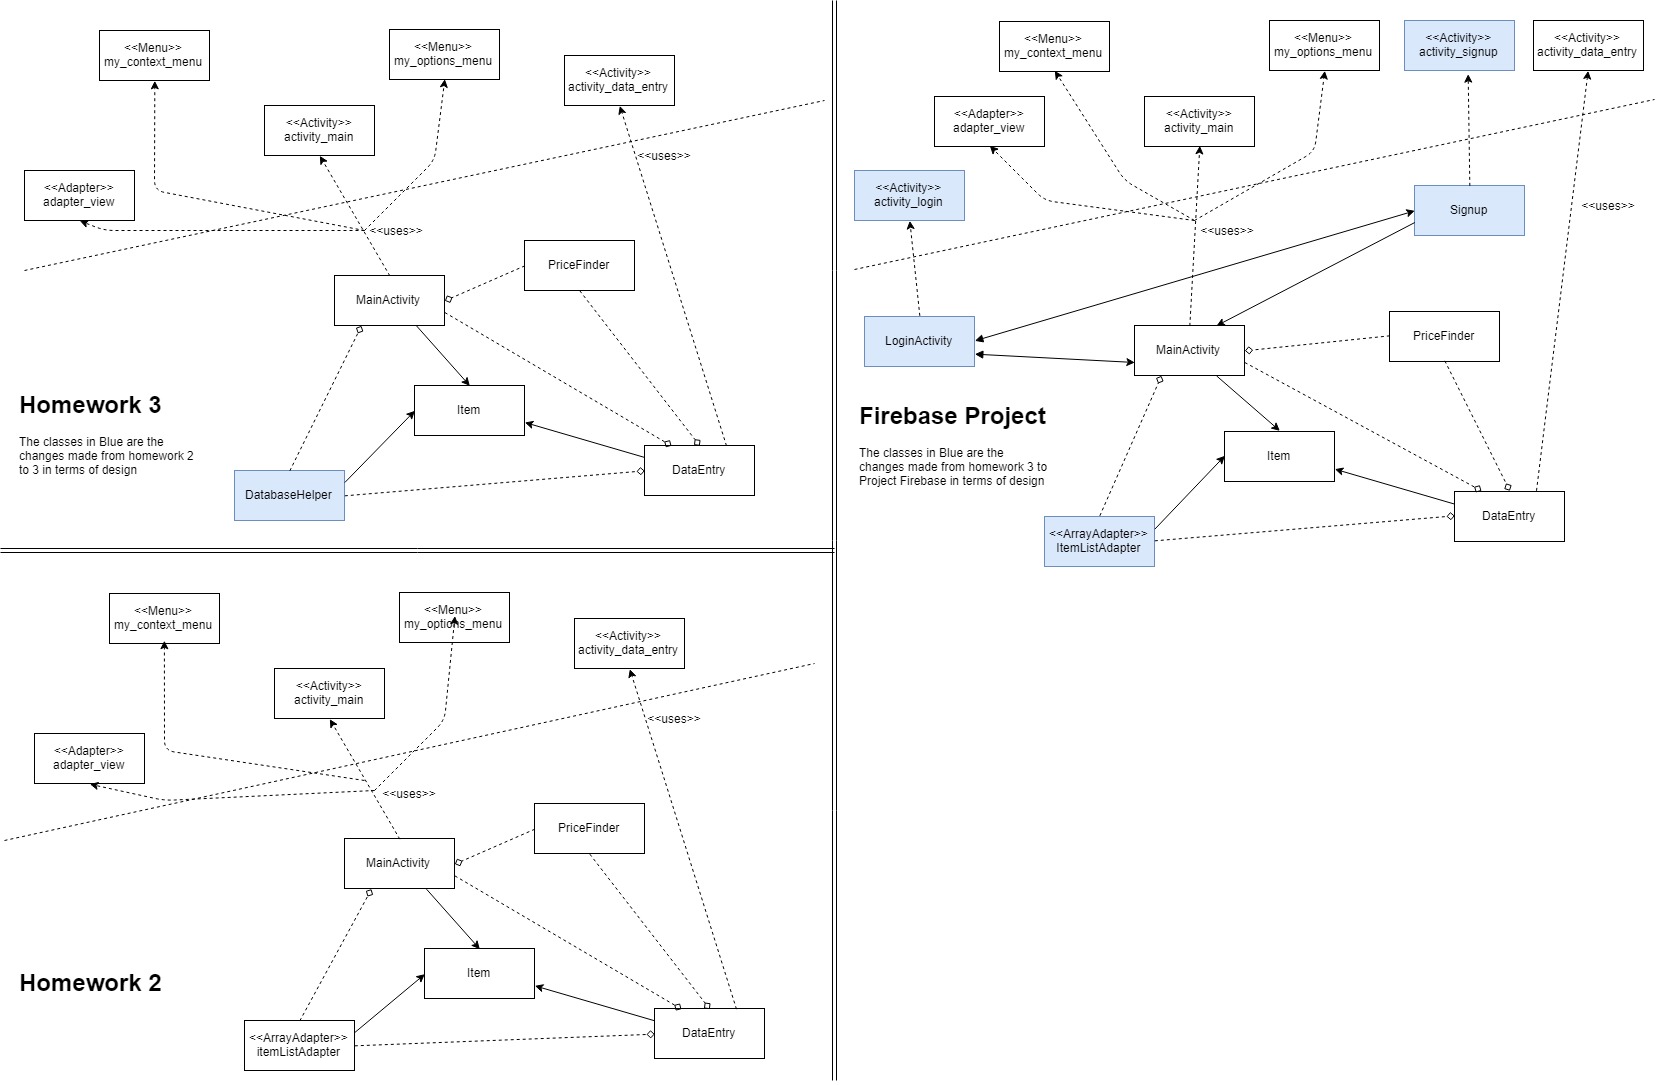 <<Menu>>
my_context_menu
<<Menu>>
my_options_menu
<<Activity>>
activity_data_entry
<<Activity>>
activity_main
<<uses>>
<<Adapter>>
adapter_view
<<uses>>
PriceFinder
MainActivity
Homework 3
Item
The classes in Blue are the
changes made from homework 2
to 3 in terms of design
DataEntry
DatabaseHelper
<<Menu>>
my_context_menu
<<Menu>>
my_options_menu
<<Activity>>
activity_data_entry
<<Activity>>
activity_main
<<uses>>
<<Adapter>>
adapter_view
<<uses>>
PriceFinder
MainActivity
Item
Homework 2
DataEntry
<<ArrayAdapter>>
itemListAdapter
<<Menu>>
my_context_menu
<<Menu>>
my_options_menu
<<Activity>>
activity_signup
<<Activity>>
activity_data_entry
<<Adapter>>
adapter_view
<<Activity>>
activity_main
<<Activity>>
activity_login
Signup
<<uses>>
<<uses>>
LoginActivity
MainActivity
PriceFinder
Firebase Project
Item
The classes in Blue are the
changes made from homework 3 to
Project Firebase in terms of design
DataEntry
<<ArrayAdapter>>
ItemListAdapter